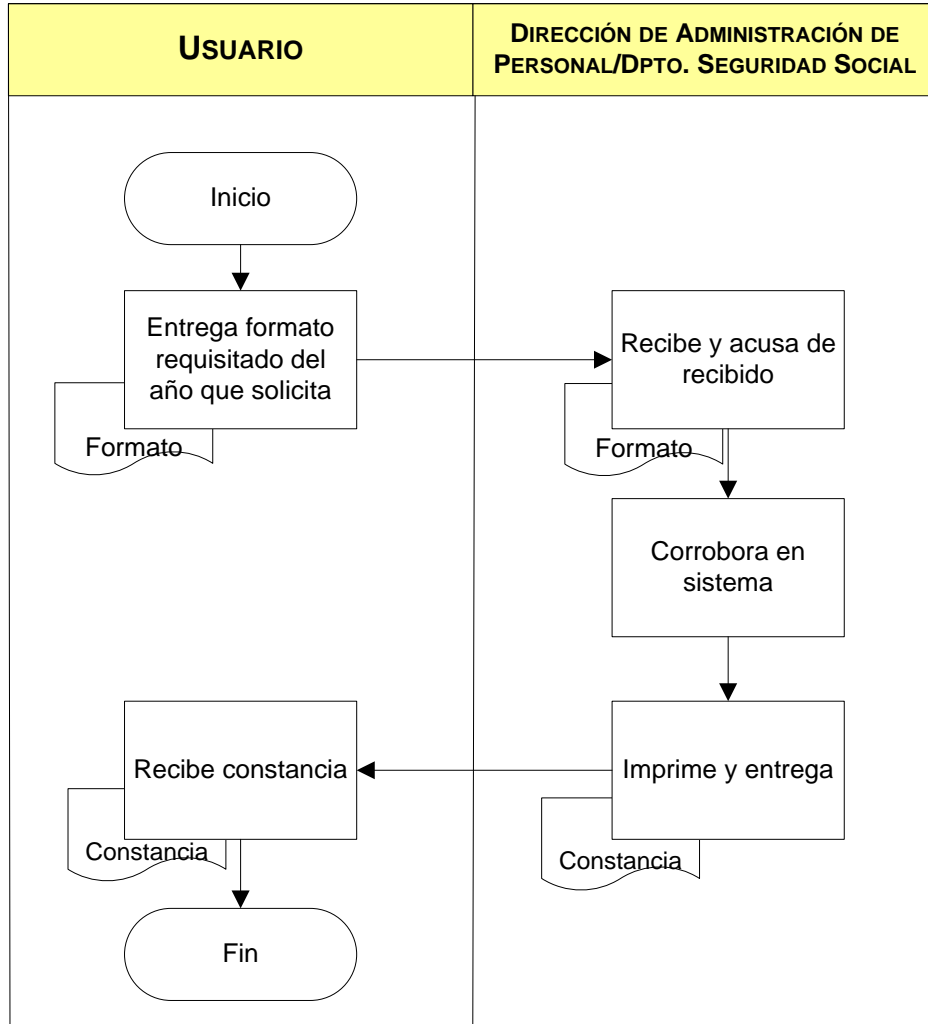 USUARIO
DIRECCIÓN DE ADMINISTRACIÓN DE
PERSONAL/DPTO. SEGURIDAD SOCIAL
Inicio
Entrega formato
requisitado del
año que solicita
Formato
Recibe y acusa de
recibido
Formato
Corrobora en
sistema
Imprime y entrega
Constancia
Recibe constancia
Constancia
Fin